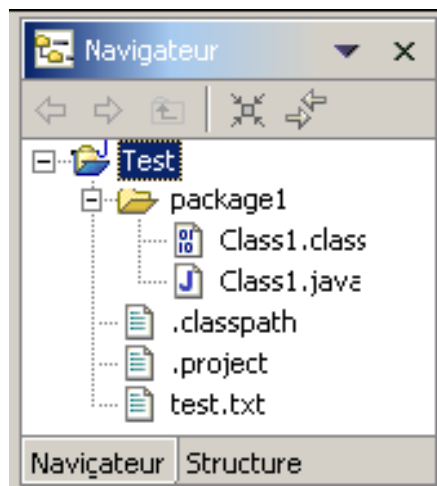 Navigateur
Test
package1
Class1.class
Class1.java
.classpath
.project
test.txt
Navigateur Structure